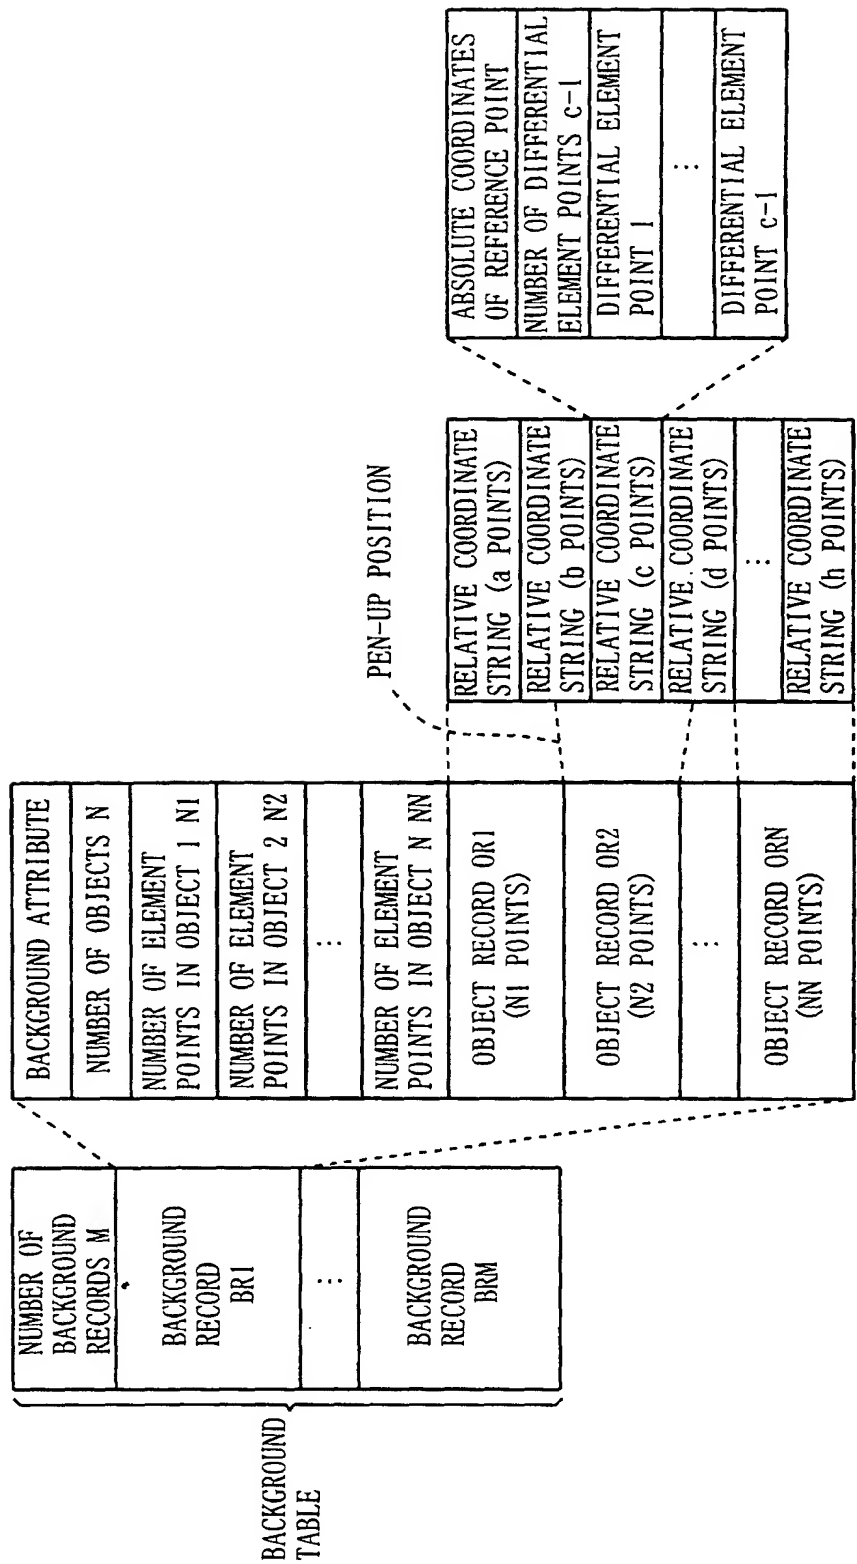 BACKGROUND
TABLE
NUMBER OF
BACKGROUND
RECORDS M
BACKGROUND
RECORD
BR1
...
BACKGROUND
RECORD
BRM
BACKGROUND ATTRIBUTE
NUMBER OF OBJECTS N
NUMBER OF ELEMENT
POINTS IN OBJECT 1 N1
NUMBER OF ELEMENT
POINTS IN OBJECT 2 N2
...
NUMBER OF ELEMENT
POINTS IN OBJECT N NN
OBJECT RECORD OR1
(N1 POINTS)
OBJECT RECORD OR2
(N2 POINTS)
...
OBJECT RECORD ORN
(NN POINTS)
PEN-UP POSITION
RELATIVE COORDINATE
STRING (a POINTS)
RELATIVE COORDINATE
STRING (b POINTS)
RELATIVE COORDINATE
STRING (c POINTS)
RELATIVE COORDINATE
STRING (d POINTS)
...
RELATIVE COORDINATE
STRING (h POINTS)
ABSOLUTE COORDINATES
OF REFERENCE POINT
NUMBER OF DIFFERENTIAL
ELEMENT POINTS c-1
DIFFERENTIAL ELEMENT
POINT 1
...
DIFFERENTIAL ELEMENT
POINT c-1